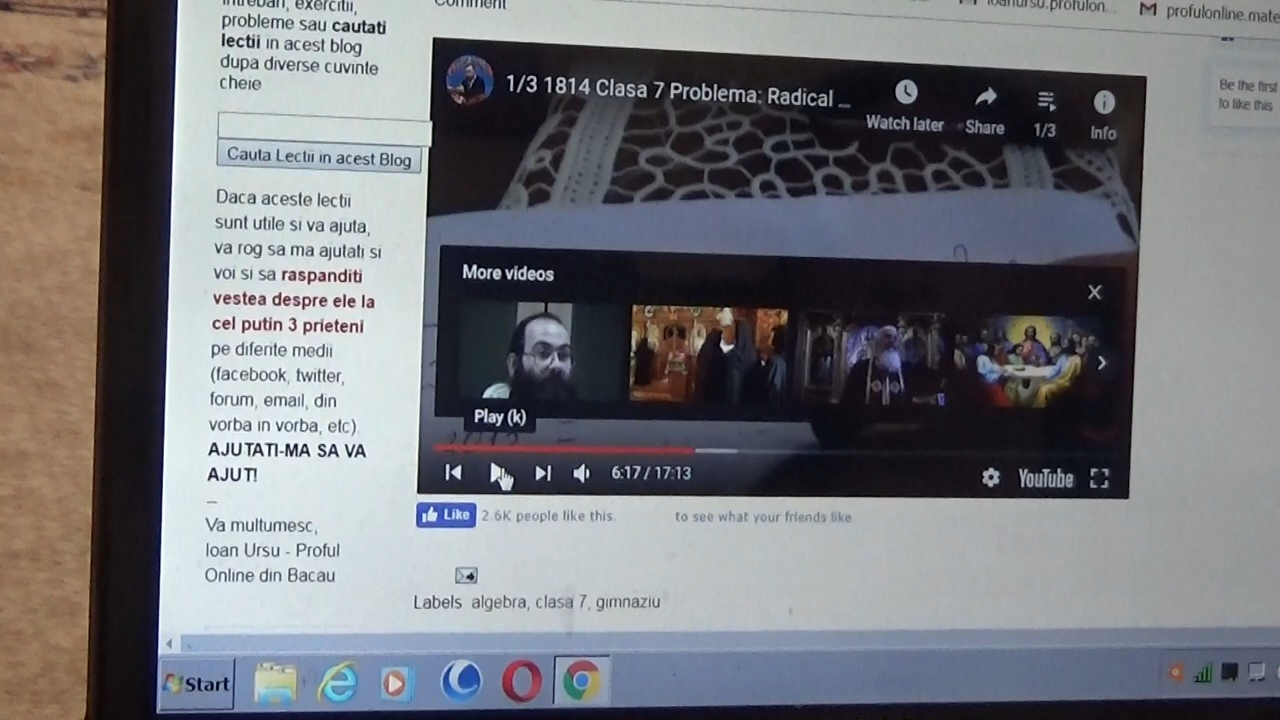 intrebari, exercitii,
probleme sau cautati
lectii in acest blog
dupa diverse cuvinte
cheie
Cauta Lectii in acest Blog
Daca aceste lectii
sunt utile si va ajuta,
va rog sa ma ajutati si
voi si sa raspanditi
vestea despre ele la
cel putin 3 prieteni
pe diferite medii
(facebook, twitter,
forum, email, din
vorba in vorba, etc).
AJUTATI-MA SA VA
AJUT!
–
Va multumesc,
Ioan Ursu - Proful
Online din Bacau
Comment
ioanursu.profulon...
profulonline.mate
1/3 1814 Clasa 7 Problema: Radical ...
Watch later
Share
1/3
Info
Be the first
to like this
More videos
Play (k)
6:17 / 17:13
YouTube
Like
2.6K people like this.
to see what your friends like
Labels algebra, clasa 7, gimnaziu
Start